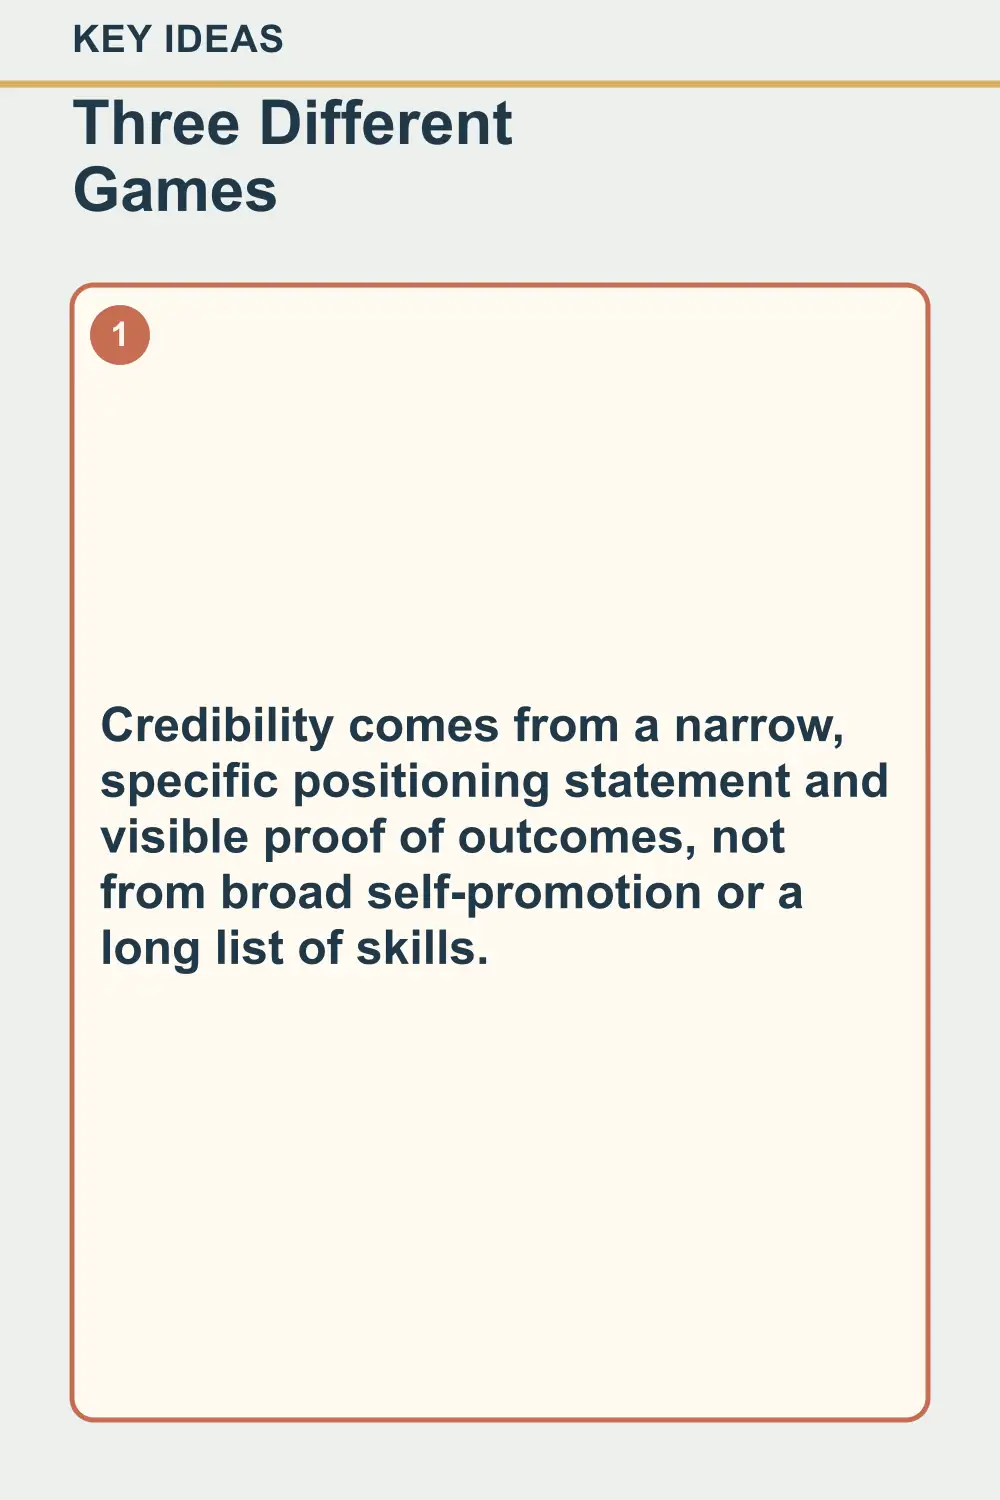 KEY IDEAS
Three Different
Games
1
Credibility comes from a narrow,
specific positioning statement and
visible proof of outcomes, not
from broad self-promotion or a
long list of skills.